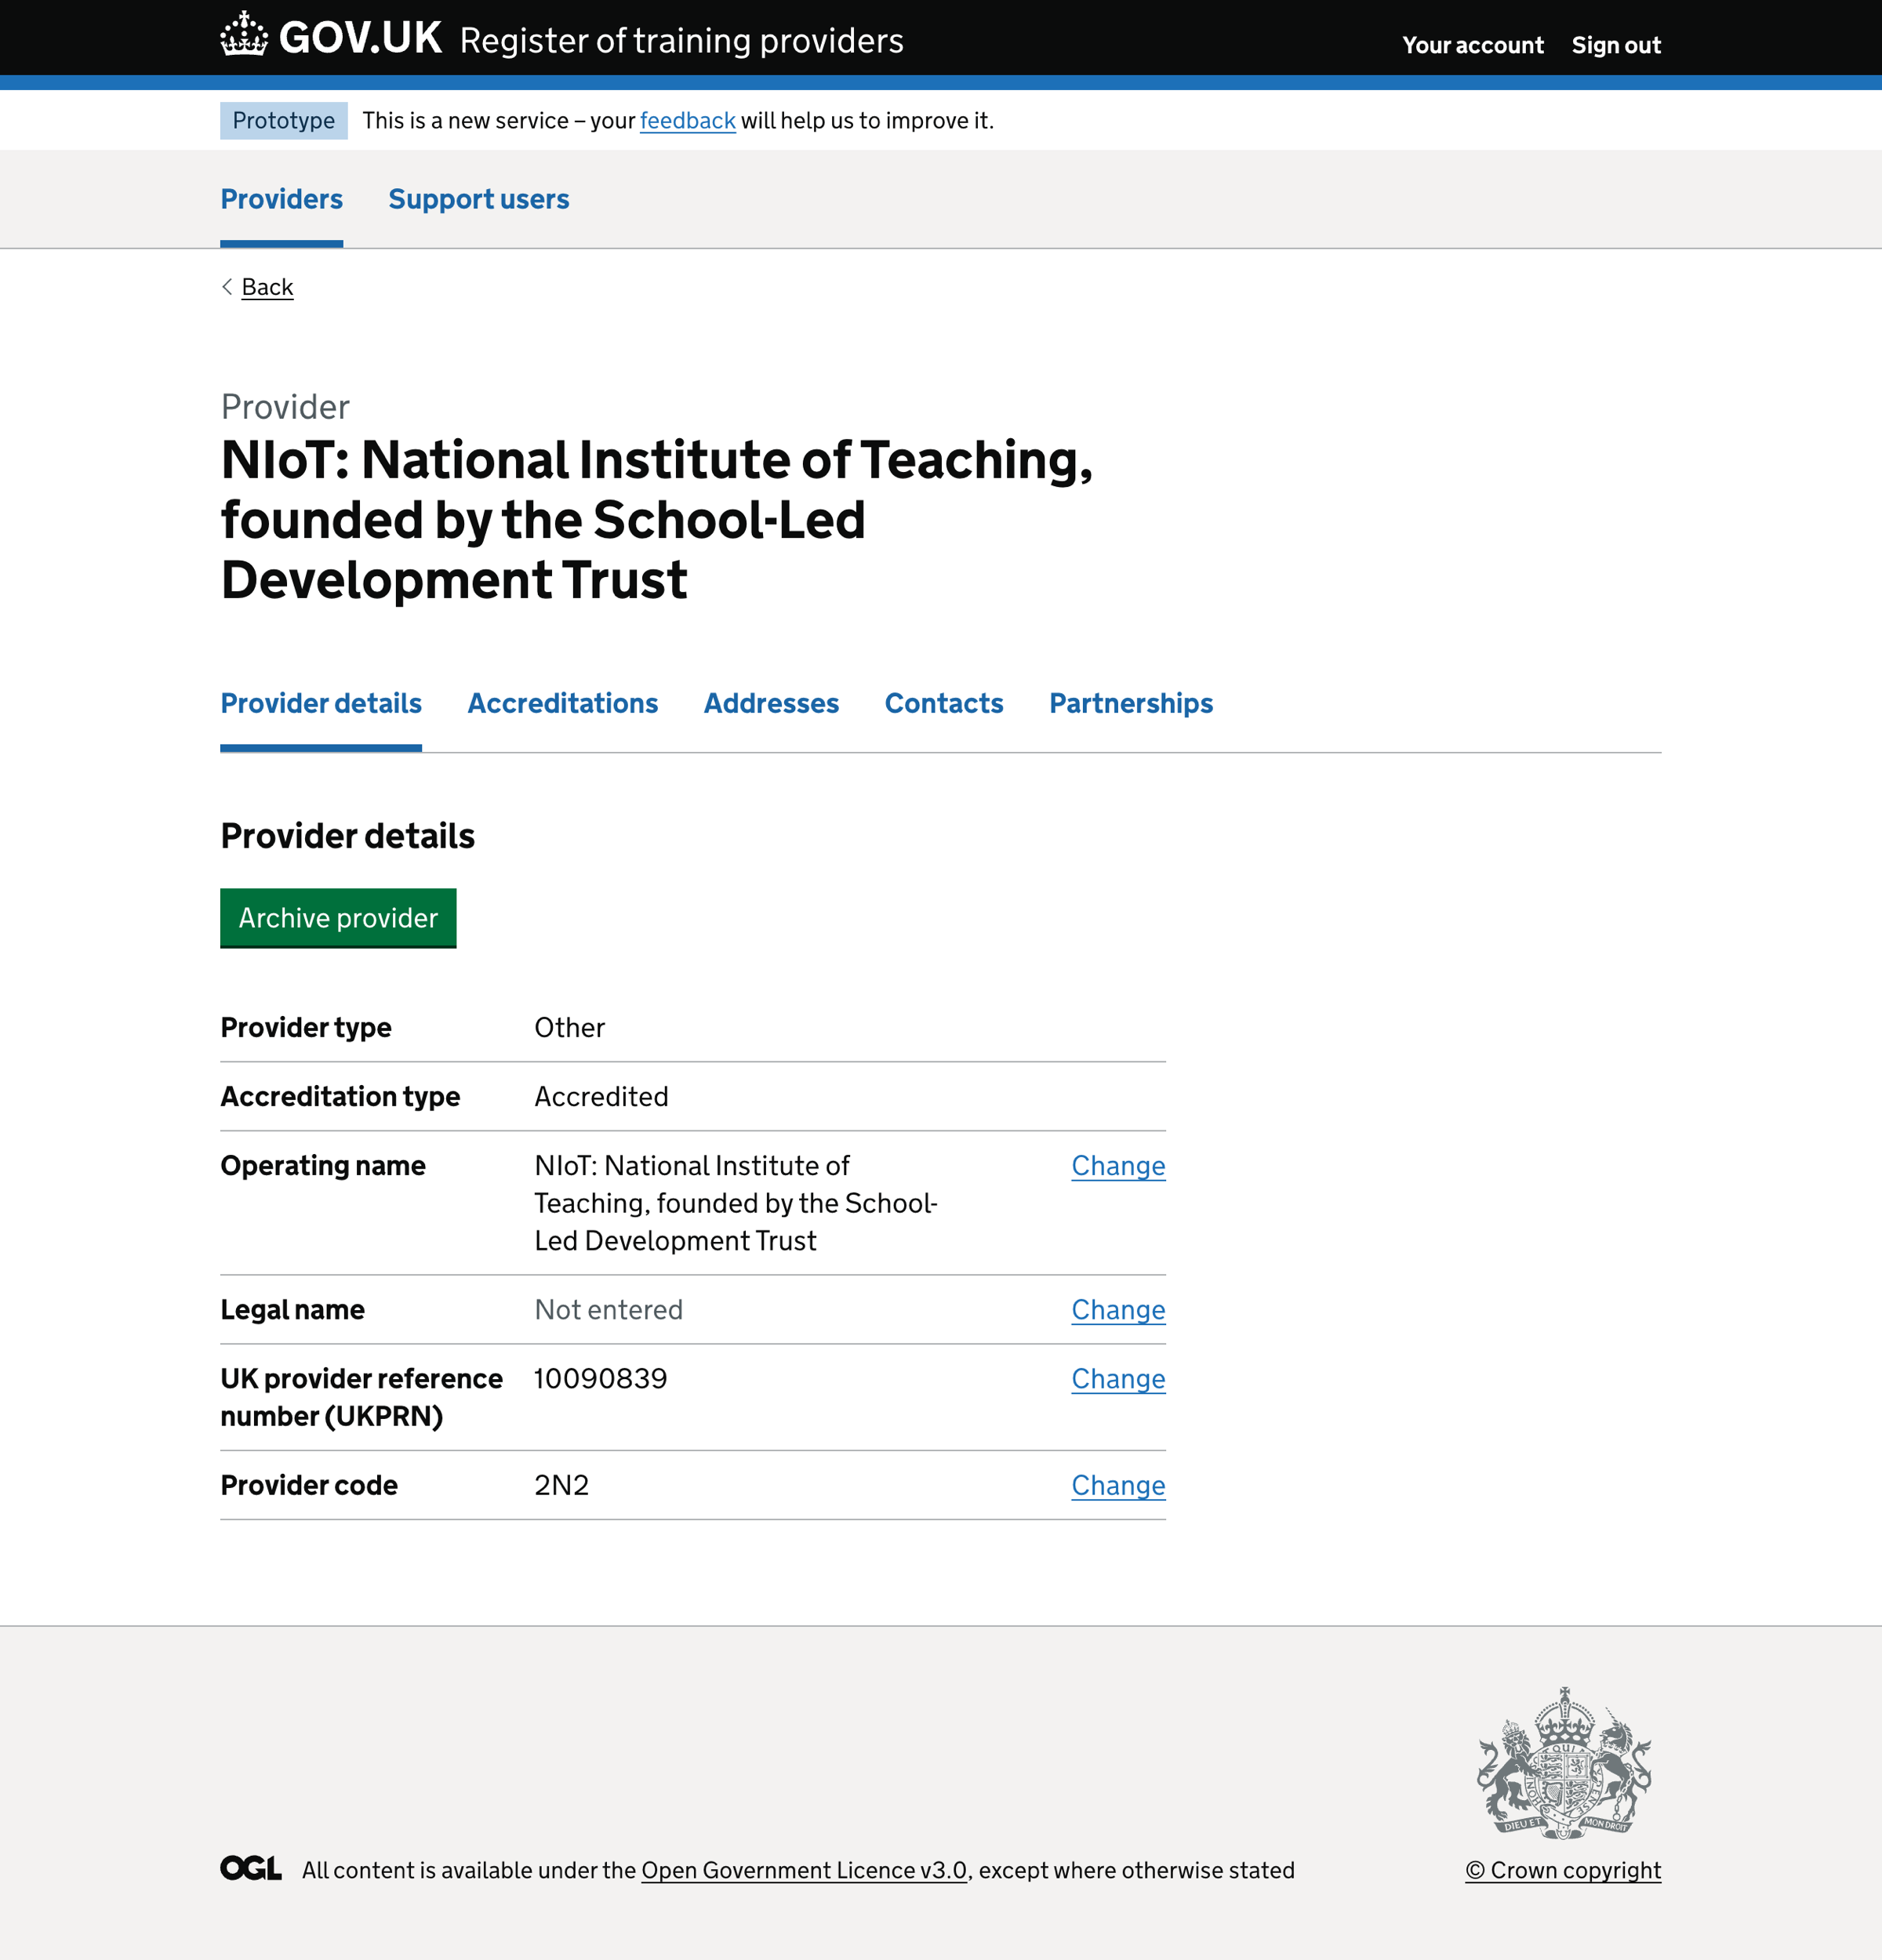 GOV.UK Register of training providers
Your account Sign out
Prototype This is a new service – your feedback will help us to improve it.
Providers Support users
Back
Provider
NIoT: National Institute of Teaching,
founded by the School-Led
Development Trust
Provider details Accreditations Addresses Contacts Partnerships
Provider details
Archive provider
Provider type Other
Accreditation type Accredited
Operating name NIoT: National Institute of Change
Teaching, founded by the School-
Led Development Trust
Legal name Not entered Change
UK provider reference 10090839 Change
number (UKPRN)
Provider code 2N2 Change
DIEU ET MON DROIT
OGL All content is available under the Open Government Licence v3.0, except where otherwise stated
© Crown copyright